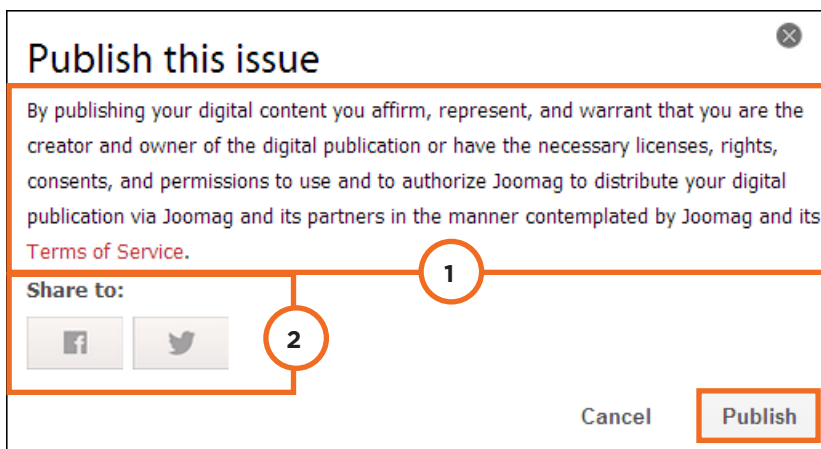 Publish this issue
By publishing your digital content you affirm, represent, and warrant that you are the
creator and owner of the digital publication or have the necessary licenses, rights,
consents, and permissions to use and to authorize Joomag to distribute your digital
publication via Joomag and its partners in the manner contemplated by Joomag and its
Terms of Service.
1
Share to:
2
Cancel Publish